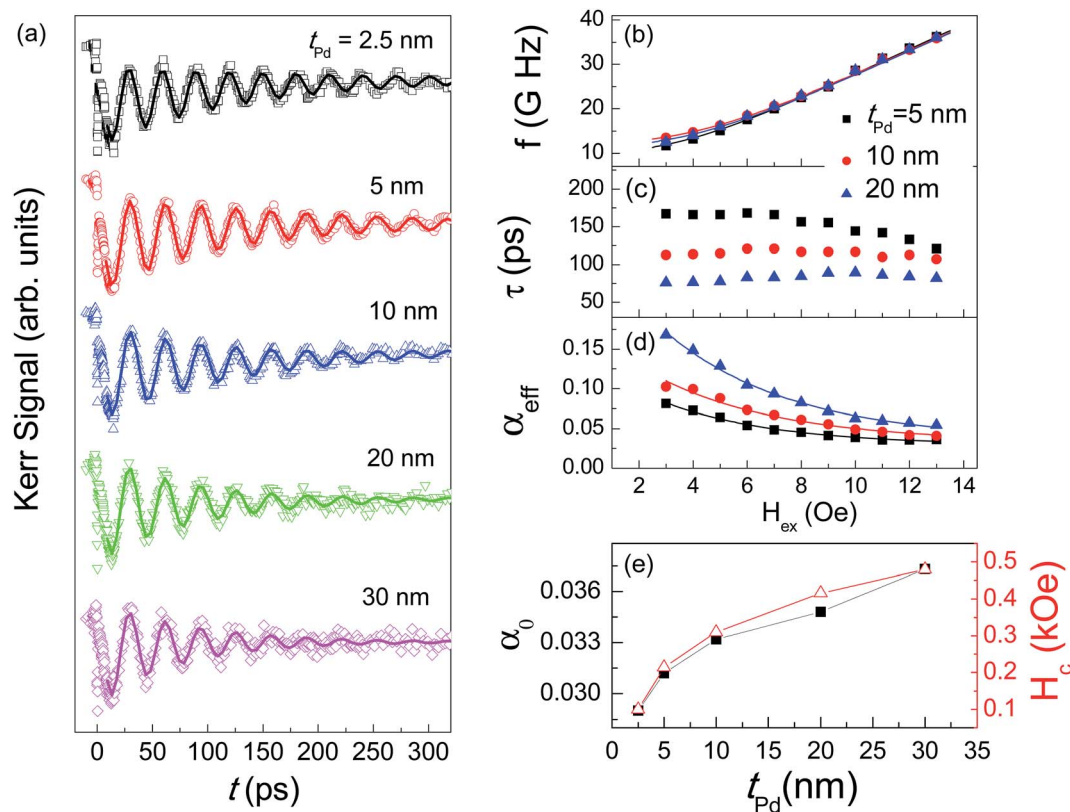 (a)
t_Pd = 2.5 nm
5 nm
10 nm
20 nm
30 nm
Kerr Signal (arb. units)
0 50 100 150 200 250 300
t (ps)
(b)
40
30
20
10
f (G Hz)
t_Pd=5 nm
10 nm
20 nm
(c)
200
150
100
50
τ (ps)
(d)
0.15
0.10
0.05
0.00
α_eff
2 4 6 8 10 12 14
H_ex (Oe)
(e)
0.036
0.033
0.030
α_0
0.5
0.4
0.3
0.2
0.1
H_c (kOe)
0 5 10 15 20 25 30 35
t_Pd(nm)